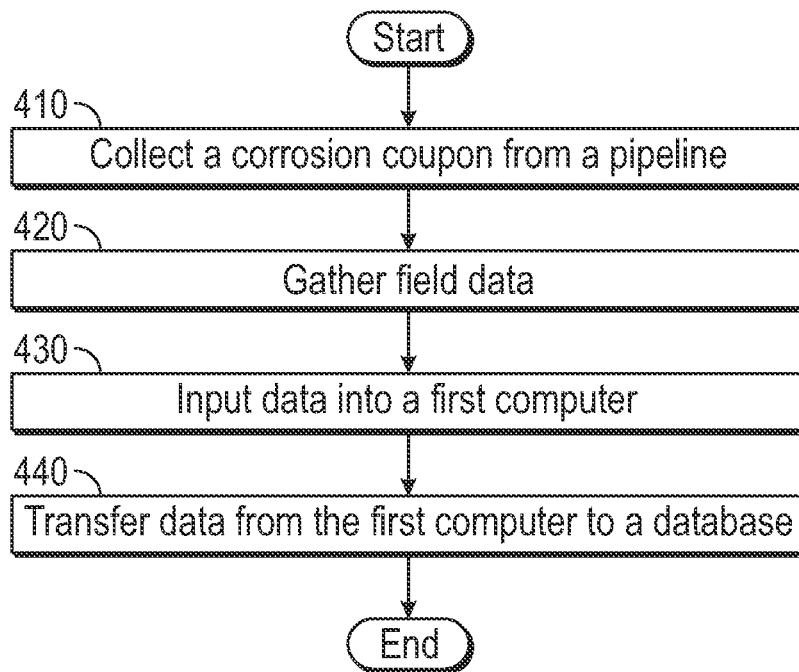 Start
410
Collect a corrosion coupon from a pipeline
420
Gather field data
430
Input data into a first computer
440
Transfer data from the first computer to a database
End